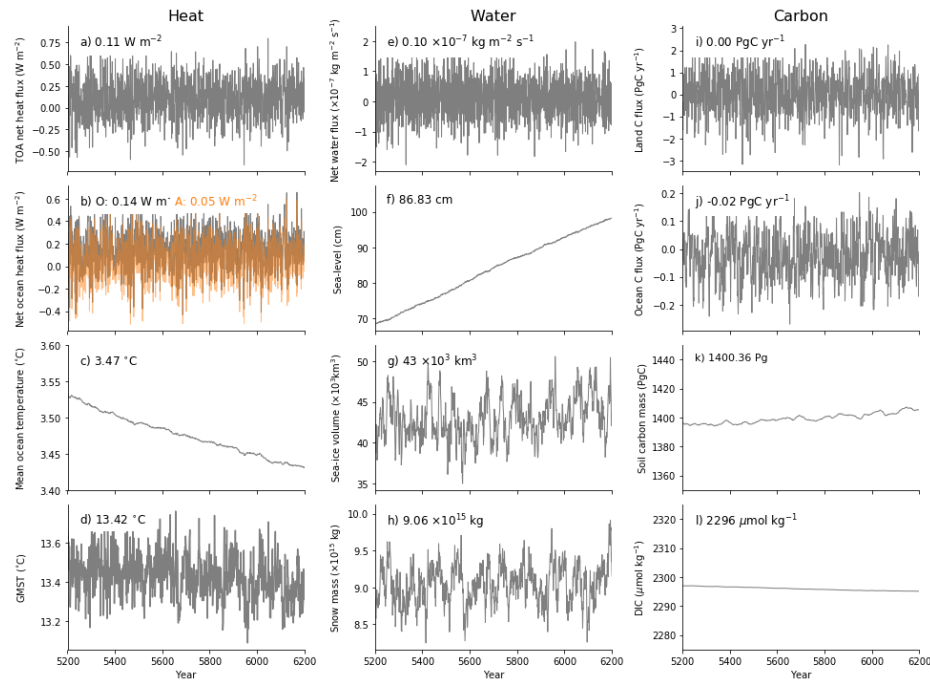 Heat
Water
Carbon
a) 0.11 W m⁻²
TOA net heat flux (W m⁻²)
0.75
0.50
0.25
0.00
−0.25
−0.50
e) 0.10 ×10⁻⁷ kg m⁻² s⁻¹
Net water flux (×10⁻⁷ kg m⁻² s⁻¹)
2
1
0
−1
−2
i) 0.00 PgC yr⁻¹
Land C flux (PgC yr⁻¹)
3
2
1
0
−1
−2
−3
b) O: 0.14 W m⁻ A: 0.05 W m⁻²
Net ocean heat flux (W m⁻²)
0.6
0.4
0.2
0.0
−0.2
−0.4
f) 86.83 cm
Sea-level (cm)
100
90
80
70
j) -0.02 PgC yr⁻¹
Ocean C flux (PgC yr⁻¹)
0.2
0.1
0.0
−0.1
−0.2
c) 3.47 °C
Mean ocean temperature (°C)
3.60
3.55
3.50
3.45
3.40
g) 43 ×10³ km³
Sea-ice volume (×10³km³)
50
45
40
35
k) 1400.36 Pg
Soil carbon mass (PgC)
1440
1420
1400
1380
1360
d) 13.42 °C
GMST (°C)
13.6
13.4
13.2
5200 5400 5600 5800 6000 6200
Year
h) 9.06 ×10¹⁵ kg
Snow mass (×10¹⁵ kg)
10.0
9.5
9.0
8.5
5200 5400 5600 5800 6000 6200
Year
l) 2296 μmol kg⁻¹
DIC (μmol kg⁻¹)
2320
2310
2300
2290
2280
5200 5400 5600 5800 6000 6200
Year